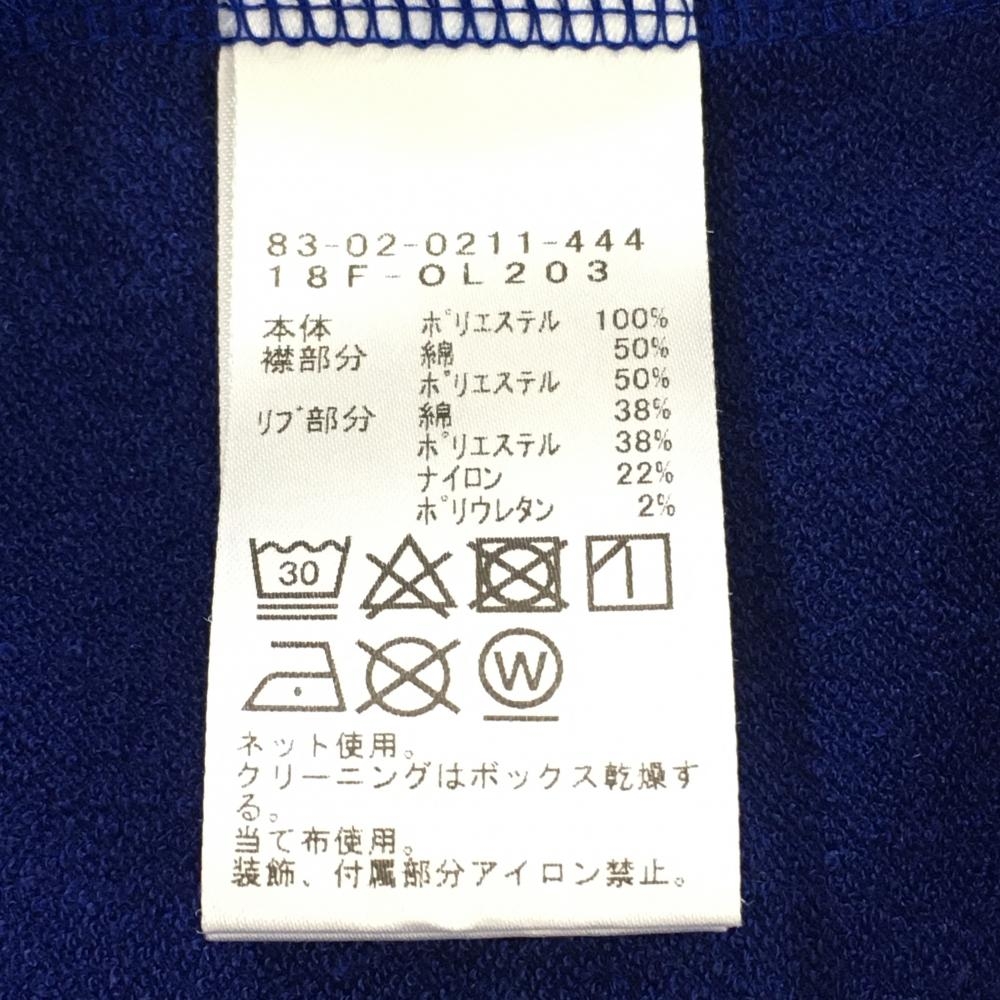 83-02-0211-444
18F-OL203
本体 ポリエステル 100%
襟部分 綿 50%
ポリエステル 50%
リブ部分 綿 38%
ポリエステル 38%
ナイロン 22%
ポリウレタン 2%
30
W
ネット使用。
クリーニングはボックス乾燥す
る。
当て布使用。
装飾、付属部分アイロン禁止。